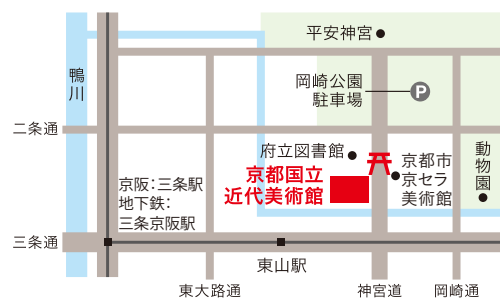 平安神宮
鴨川
岡崎公園
駐車場
P
二条通
府立図書館
京都国立
近代美術館
京都市
京セラ
美術館
動物園
京阪:三条駅
地下鉄:
三条京阪駅
三条通
東山駅
東大路通
神宮道
岡崎通